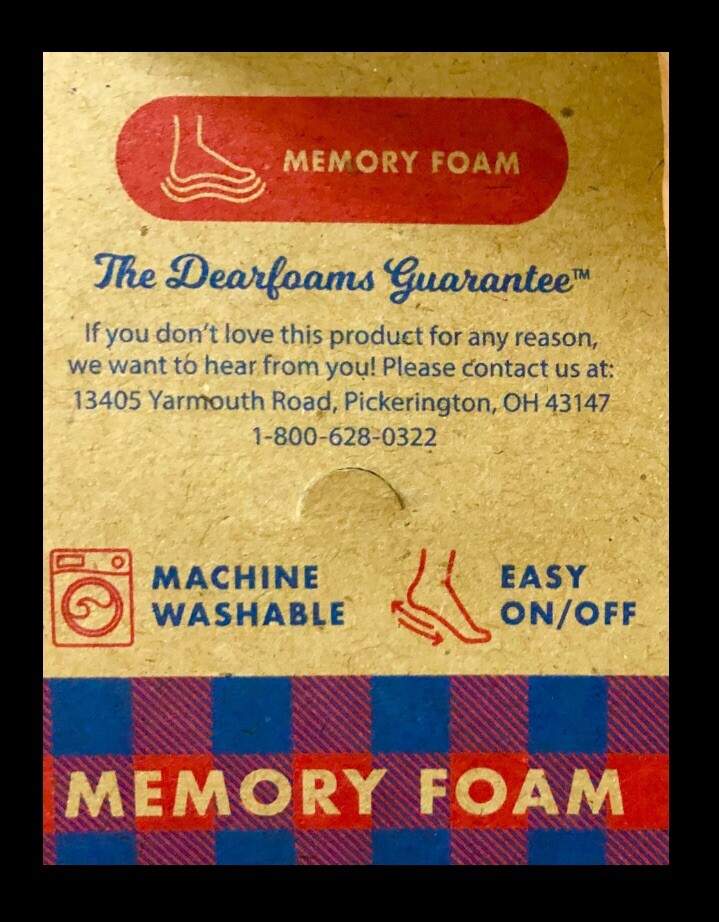 MEMORY FOAM
The Dearfoams Guarantee™
If you don't love this product for any reason,
we want to hear from you! Please contact us at:
13405 Yarmouth Road, Pickerington, OH 43147
1-800-628-0322
MACHINE
WASHABLE
EASY
ON/OFF
MEMORY FOAM